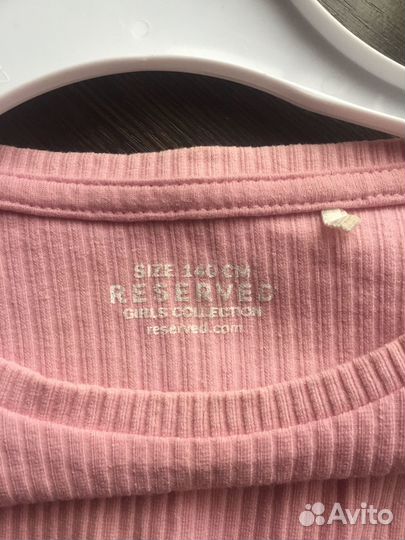 SIZE 140 CM
RESERVED
GIRLS COLLECTION
reserved.com
Avito